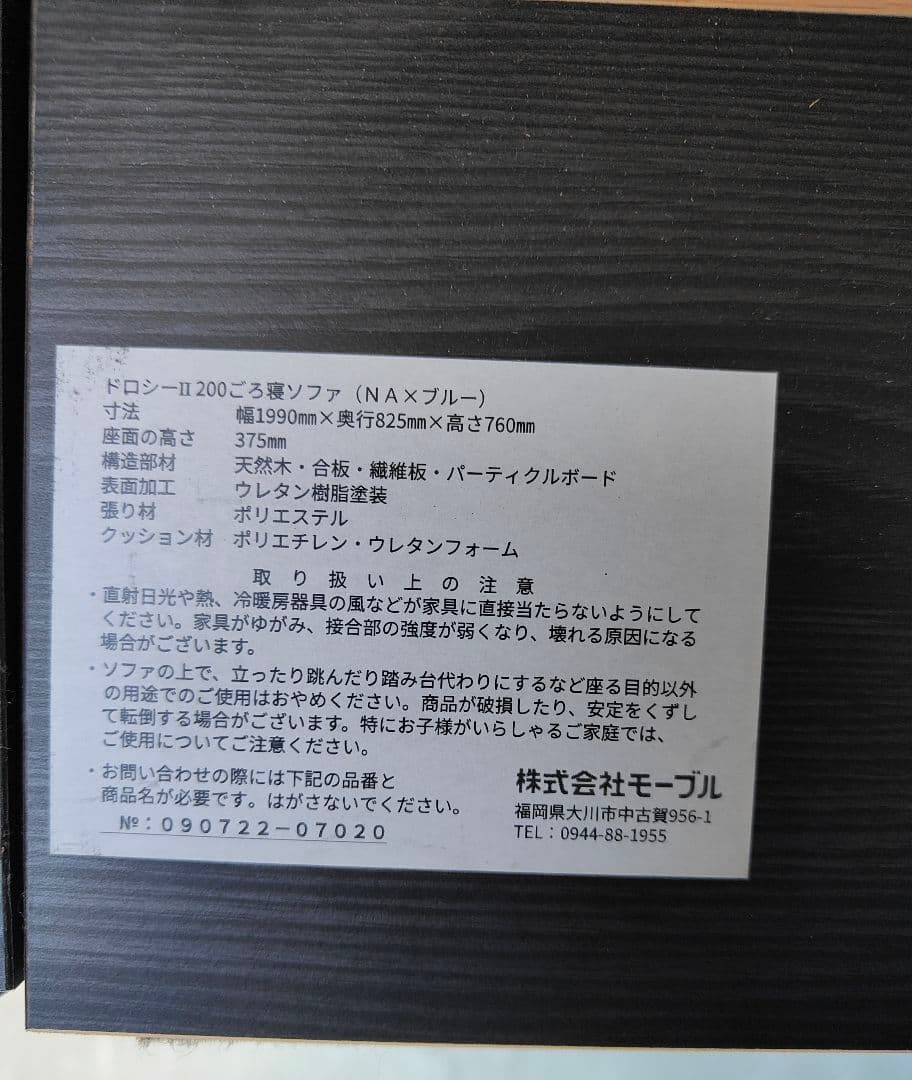 ドロシーⅡ200ごろ寝ソファ（ＮＡ×ブルー）
寸法 幅1990㎜×奥行825㎜×高さ760㎜
座面の高さ 375㎜
構造部材 天然木・合板・繊維板・パーティクルボード
表面加工 ウレタン樹脂塗装
張り材 ポリエステル
クッション材 ポリエチレン・ウレタンフォーム
取り扱い上の注意
・直射日光や熱、冷暖房器具の風などが家具に直接当たらないようにして
ください。家具がゆがみ、接合部の強度が弱くなり、壊れる原因になる
場合がございます。
・ソファの上で、立ったり跳んだり踏み台代わりにするなど座る目的以外
の用途でのご使用はおやめください。商品が破損したり、安定をくずし
て転倒する場合がございます。特にお子様がいらしゃるご家庭では、
ご使用についてご注意ください。
・お問い合わせの際には下記の品番と
商品名が必要です。はがさないでください。
№：０９０７２２－０７０２０
株式会社モーブル
福岡県大川市中古賀956-1
TEL：0944-88-1955